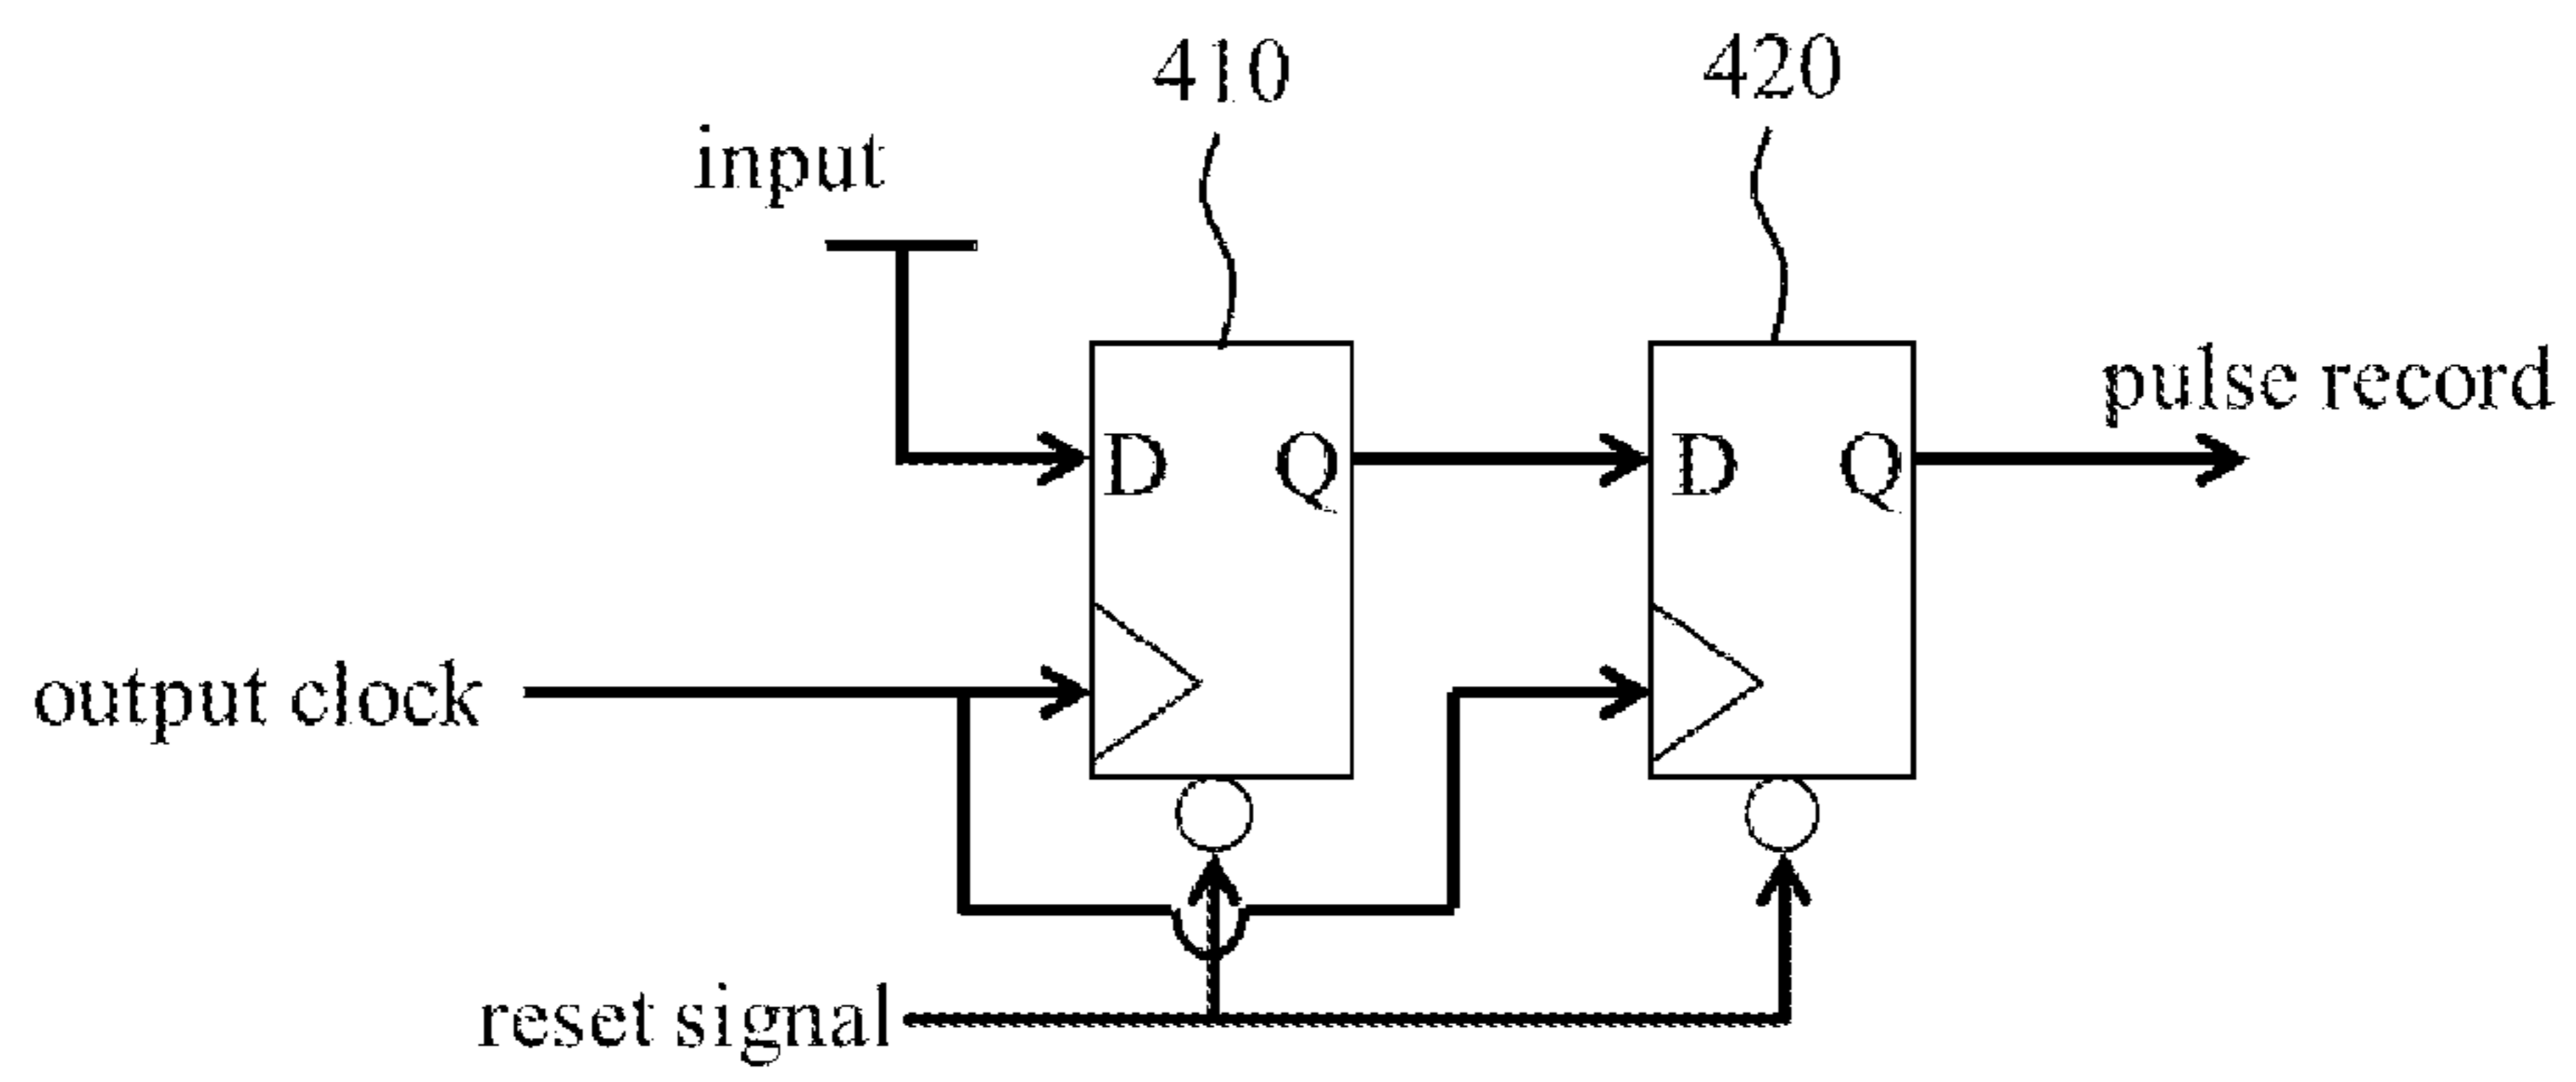 410
420
input
pulse record
D
Q
D
Q
output clock
reset signal